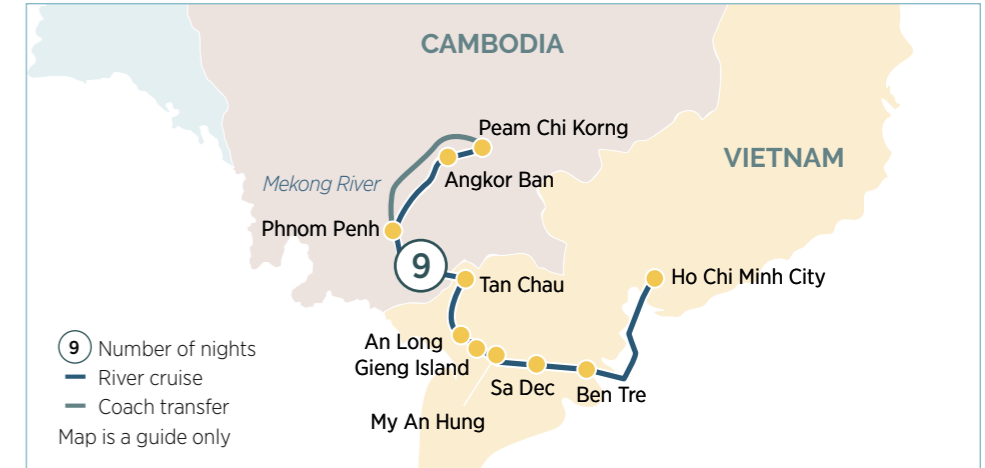 CAMBODIA
Peam Chi Korng
VIETNAM
Mekong River
Angkor Ban
Phnom Penh
9
Tan Chau
Ho Chi Minh City
An Long
Gieng Island
Sa Dec
Ben Tre
My An Hung
9 Number of nights
River cruise
Coach transfer
Map is a guide only